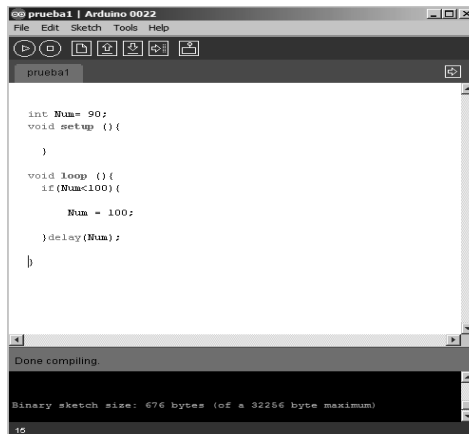 prueba1 | Arduino 0022
File Edit Sketch Tools Help
prueba1
int Num= 90;
void setup (){
}
void loop (){
if(Num<100){
Num = 100;
}delay(Num);
}
Done compiling.
Binary sketch size: 676 bytes (of a 32256 byte maximum)
15